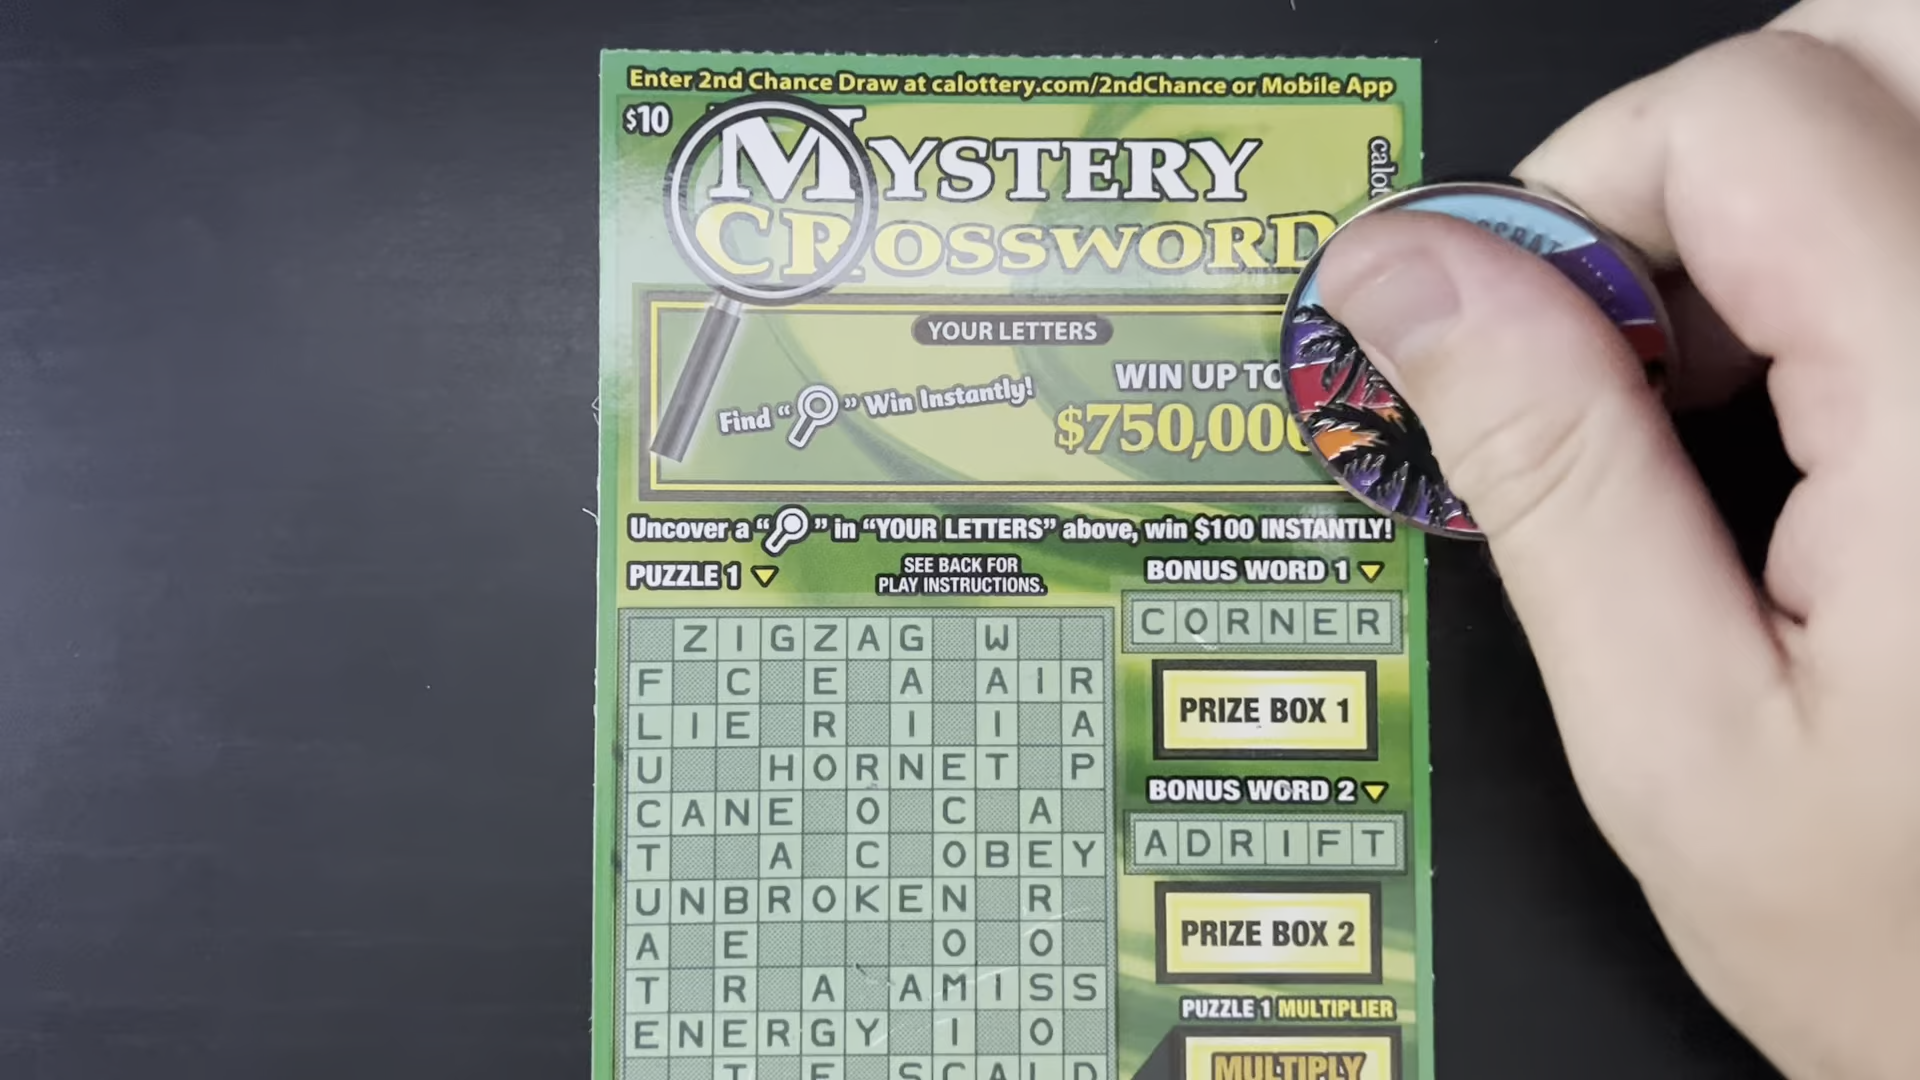 Enter 2nd Chance Draw at calottery.com/2ndChance or Mobile App
$10
MYSTERY
CROSSWORD
YOUR LETTERS
Find " " Win Instantly!
WIN UP TO
$750,000
Uncover a " " in "YOUR LETTERS" above, win $100 INSTANTLY!
PUZZLE 1
SEE BACK FOR
PLAY INSTRUCTIONS.
ZIGZAG W
F C E A AIR
LIE R I I A
U HORNET P
CANE O C A
T A C OBEY
UNBROKEN R
A E O O
T R A AMISS
ENERGY I O
T E SCALD
BONUS WORD 1
CORNER
PRIZE BOX 1
BONUS WORD 2
ADRIFT
PRIZE BOX 2
PUZZLE 1 MULTIPLIER
MULTIPLY